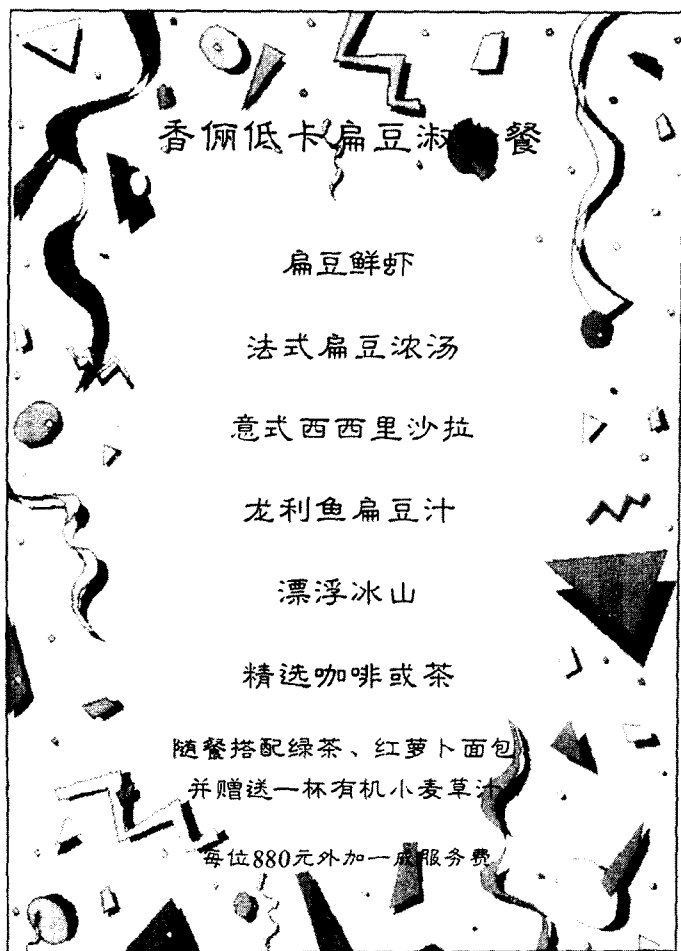 香俪低卡扁豆淑餐
扁豆鲜虾
法式扁豆浓汤
意式西西里沙拉
龙利鱼扁豆汁
漂浮冰山
精选咖啡或茶
随餐搭配绿茶、红萝卜面包
并赠送一杯有机小麦草汁
每位880元外加一成服务费